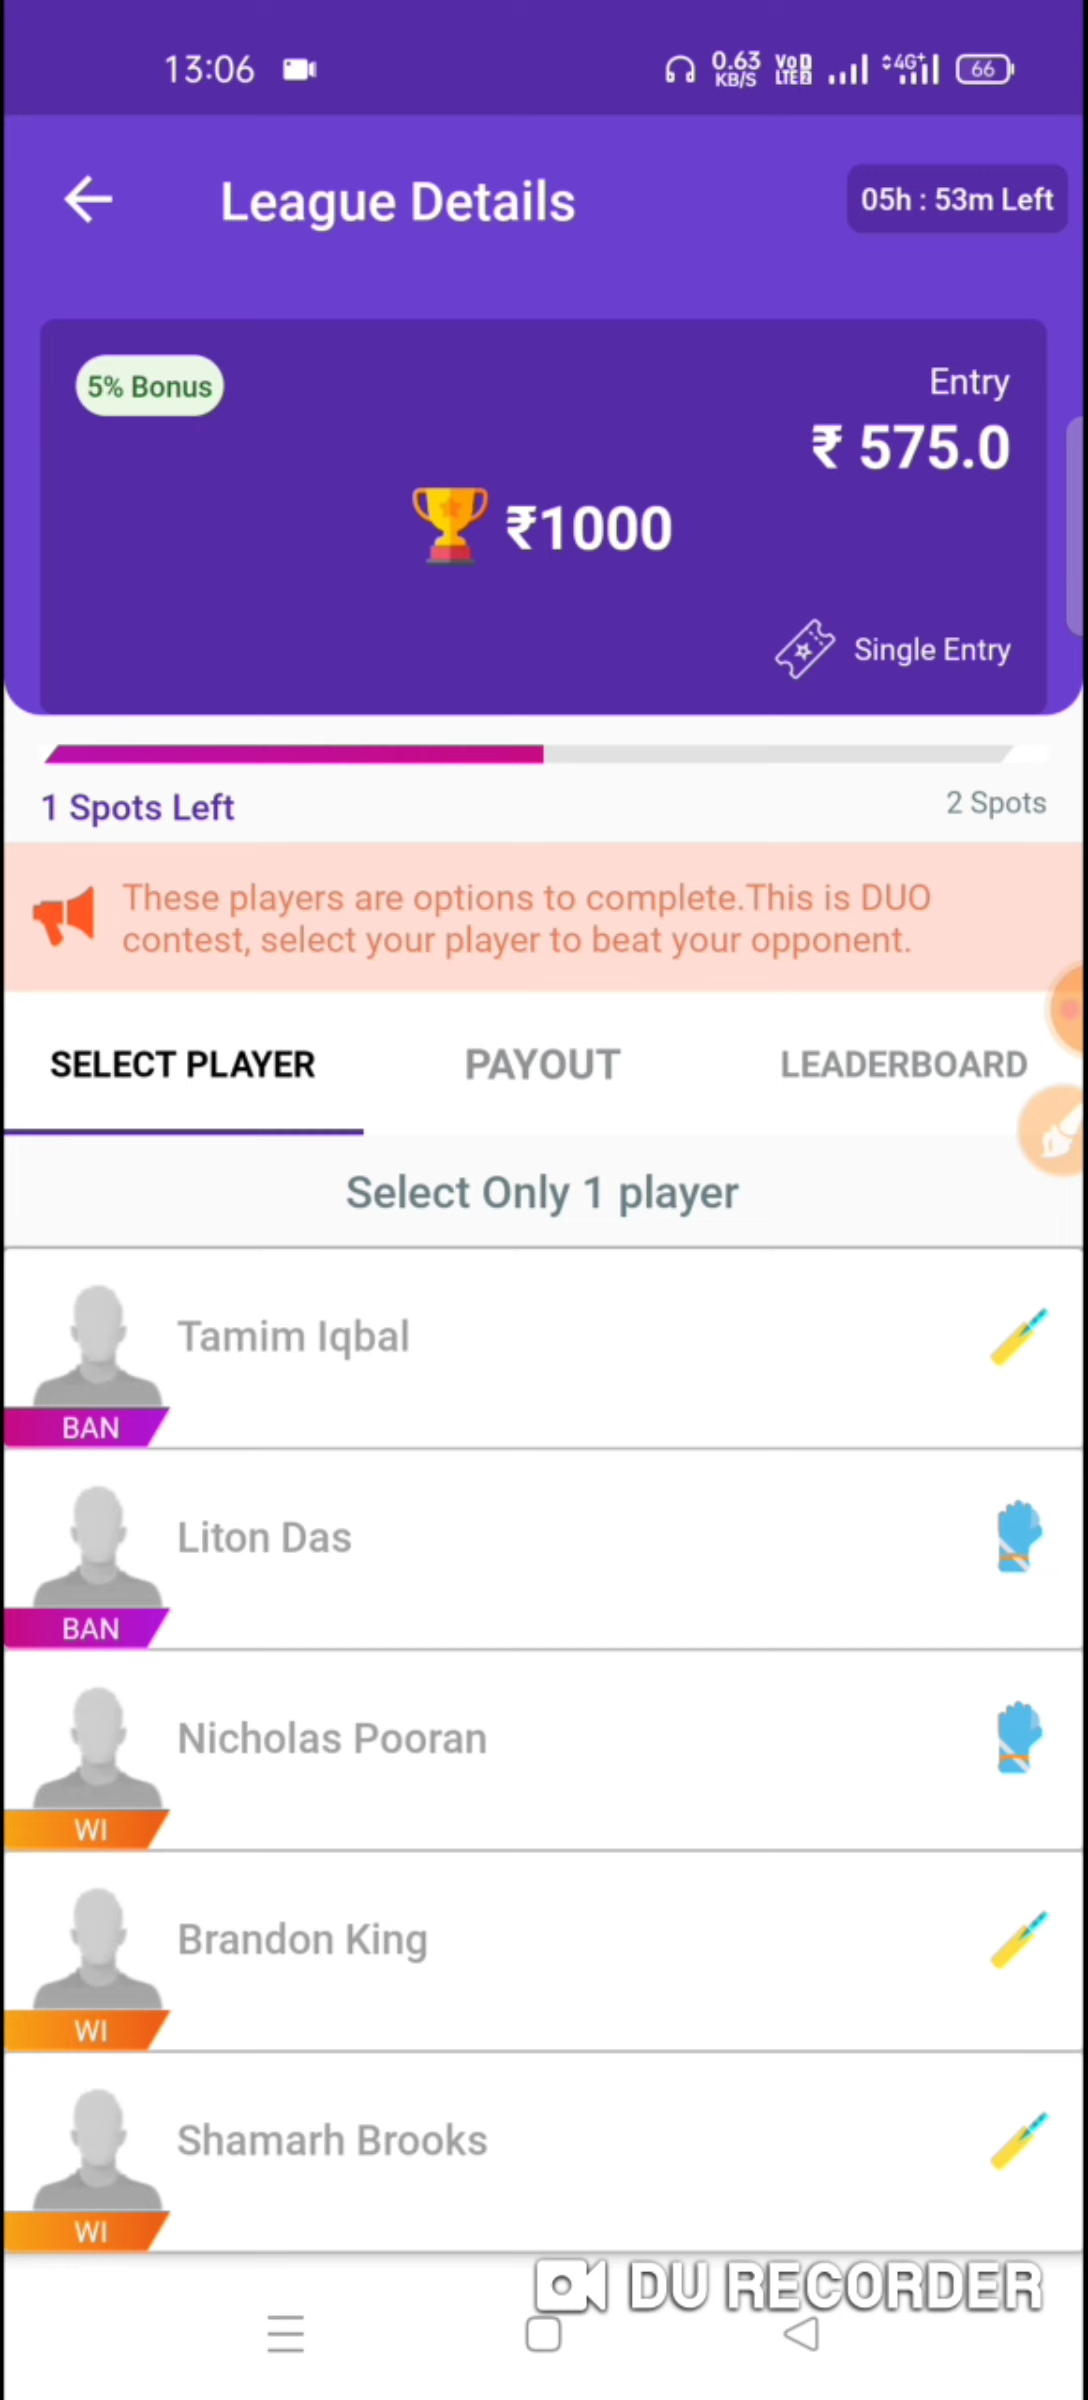 13:06
0.63
KB/S
VoD
LTE2
4G+
66
League Details
05h : 53m Left
5% Bonus
Entry
₹ 575.0
₹1000
Single Entry
1 Spots Left
2 Spots
These players are options to complete.This is DUO
contest, select your player to beat your opponent.
SELECT PLAYER
PAYOUT
LEADERBOARD
Select Only 1 player
Tamim Iqbal
BAN
Liton Das
BAN
Nicholas Pooran
WI
Brandon King
WI
Shamarh Brooks
WI
DU RECORDER